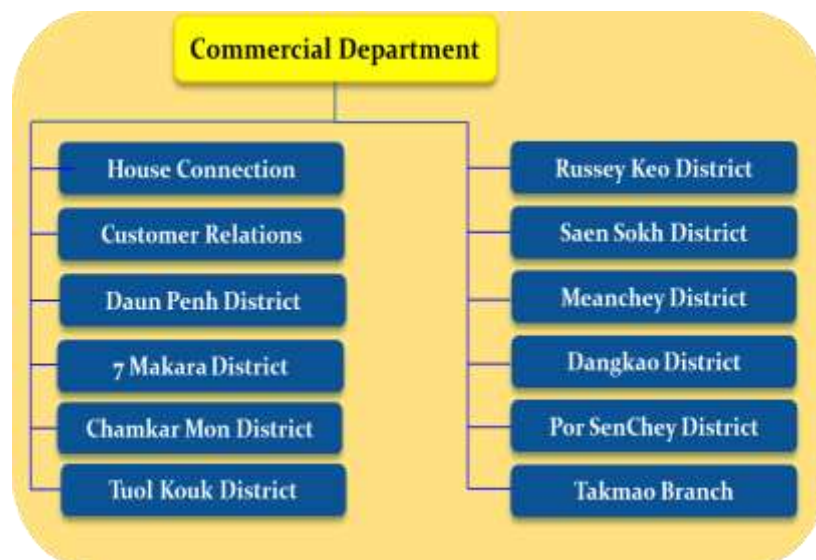 Commercial Department
House Connection
Customer Relations
Daun Penh District
7 Makara District
Chamkar Mon District
Tuol Kouk District
Russey Keo District
Saen Sokh District
Meanchey District
Dangkao District
Por SenChey District
Takmao Branch